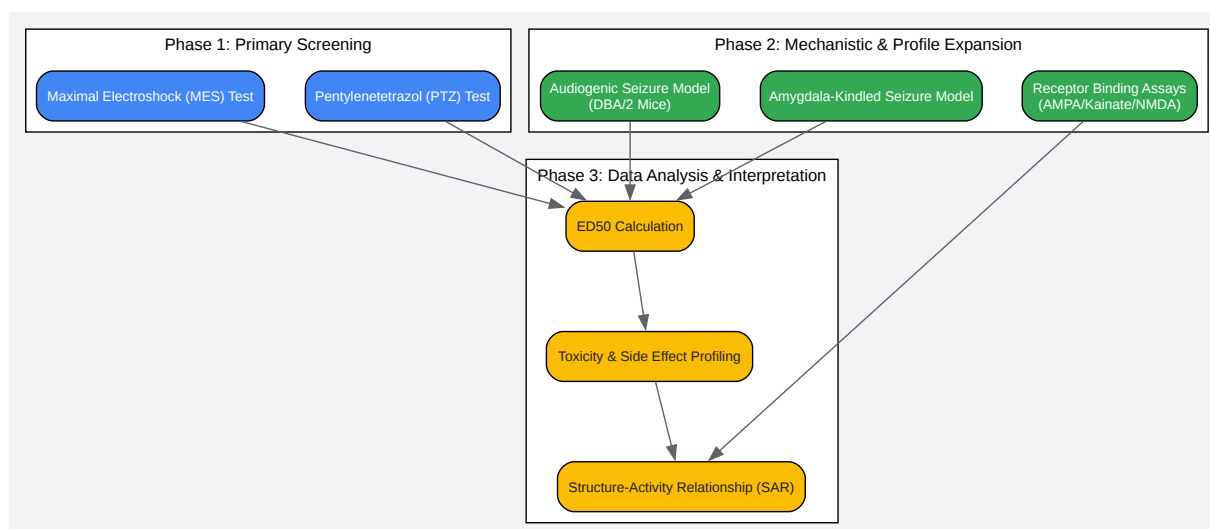 Phase 1: Primary Screening
Maximal Electroshock (MES) Test
Pentylenetetrazol (PTZ) Test
Phase 2: Mechanistic & Profile Expansion
Audiogenic Seizure Model
(DBA/2 Mice)
Amygdala-Kindled Seizure Model
Receptor Binding Assays
(AMPA/Kainate/NMDA)
Phase 3: Data Analysis & Interpretation
ED50 Calculation
Toxicity & Side Effect Profiling
Structure-Activity Relationship (SAR)